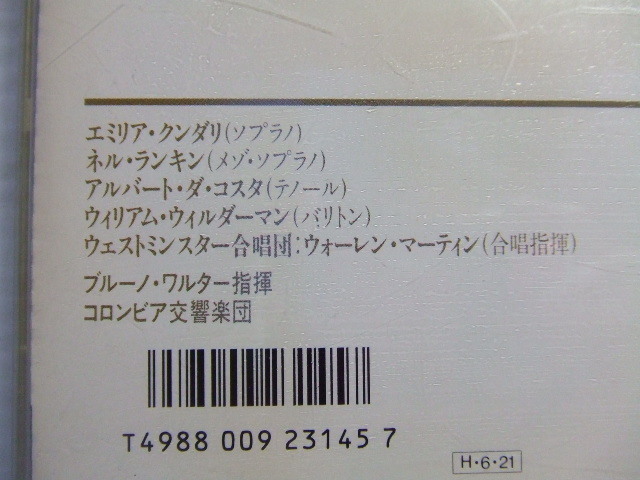 エミリア・クンダリ(ソプラノ)
ネル・ランキン(メゾ・ソプラノ)
アルバート・ダ・コスタ(テノール)
ウィリアム・ウィルダーマン(バリトン)
ウェストミンスター合唱団:ウォーレン・マーティン(合唱指揮)
ブルーノ・ワルター指揮
コロンビア交響楽団
T4988 009 23145 7
H・6・21